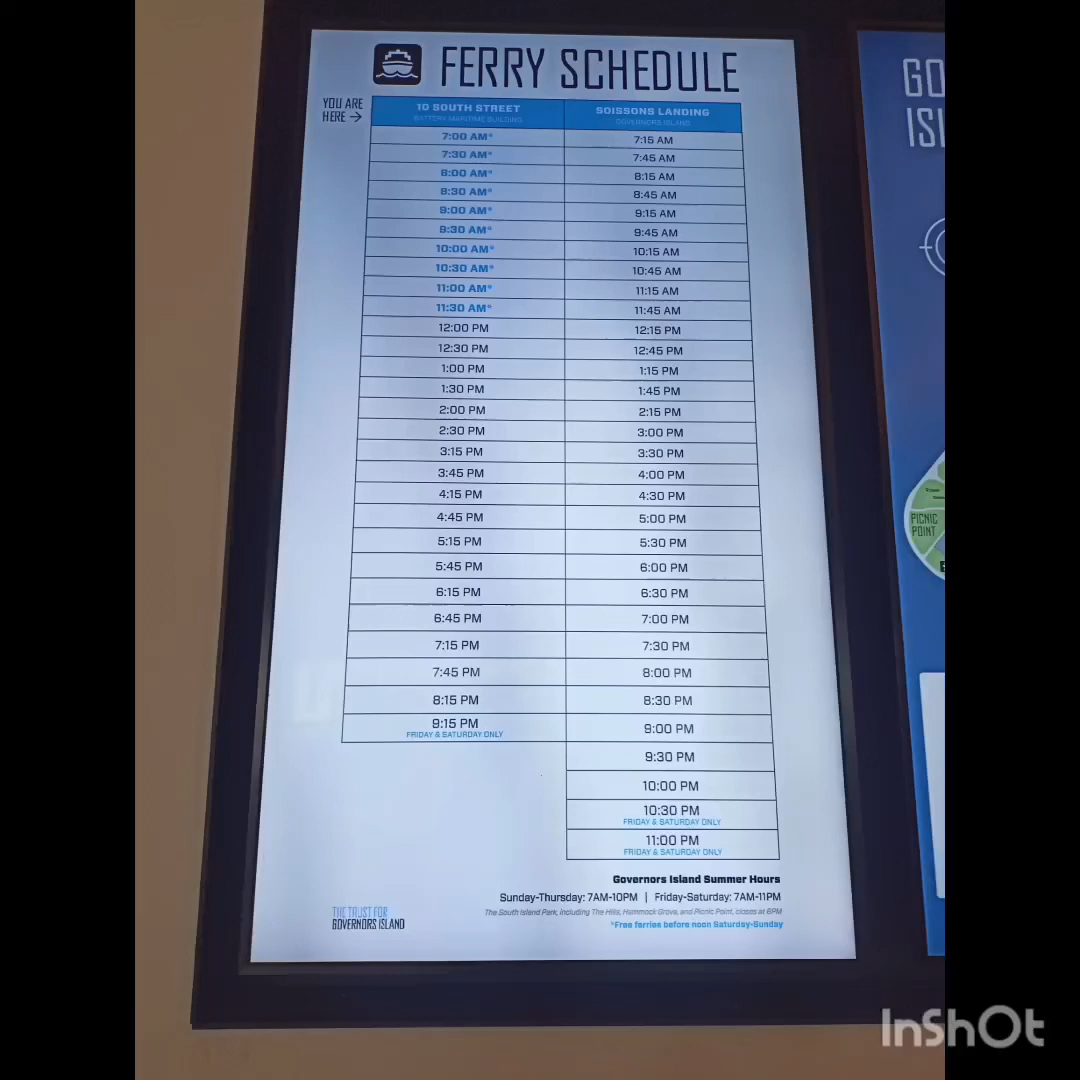 FERRY SCHEDULE
YOU ARE
HERE →
10 SOUTH STREET SOISSONS LANDING
BATTERY MARITIME BUILDING GOVERNORS ISLAND
7:00 AM* 7:15 AM
7:30 AM* 7:45 AM
8:00 AM* 8:15 AM
8:30 AM* 8:45 AM
9:00 AM* 9:15 AM
9:30 AM* 9:45 AM
10:00 AM* 10:15 AM
10:30 AM* 10:45 AM
11:00 AM* 11:15 AM
11:30 AM* 11:45 AM
12:00 PM 12:15 PM
12:30 PM 12:45 PM
1:00 PM 1:15 PM
1:30 PM 1:45 PM
2:00 PM 2:15 PM
2:30 PM 3:00 PM
3:15 PM 3:30 PM
3:45 PM 4:00 PM
4:15 PM 4:30 PM
4:45 PM 5:00 PM
5:15 PM 5:30 PM
5:45 PM 6:00 PM
6:15 PM 6:30 PM
6:45 PM 7:00 PM
7:15 PM 7:30 PM
7:45 PM 8:00 PM
8:15 PM 8:30 PM
9:15 PM 9:00 PM
FRIDAY & SATURDAY ONLY
9:30 PM
10:00 PM
10:30 PM
FRIDAY & SATURDAY ONLY
11:00 PM
FRIDAY & SATURDAY ONLY
Governors Island Summer Hours
Sunday-Thursday: 7AM-10PM | Friday-Saturday: 7AM-11PM
The South Island Park, including The Hills, Hammock Grove, and Picnic Point, closes at 6PM
*Free ferries before noon Saturday-Sunday
THE TRUST FOR
GOVERNORS ISLAND
GO
ISL
PICNIC
POINT
InShOt